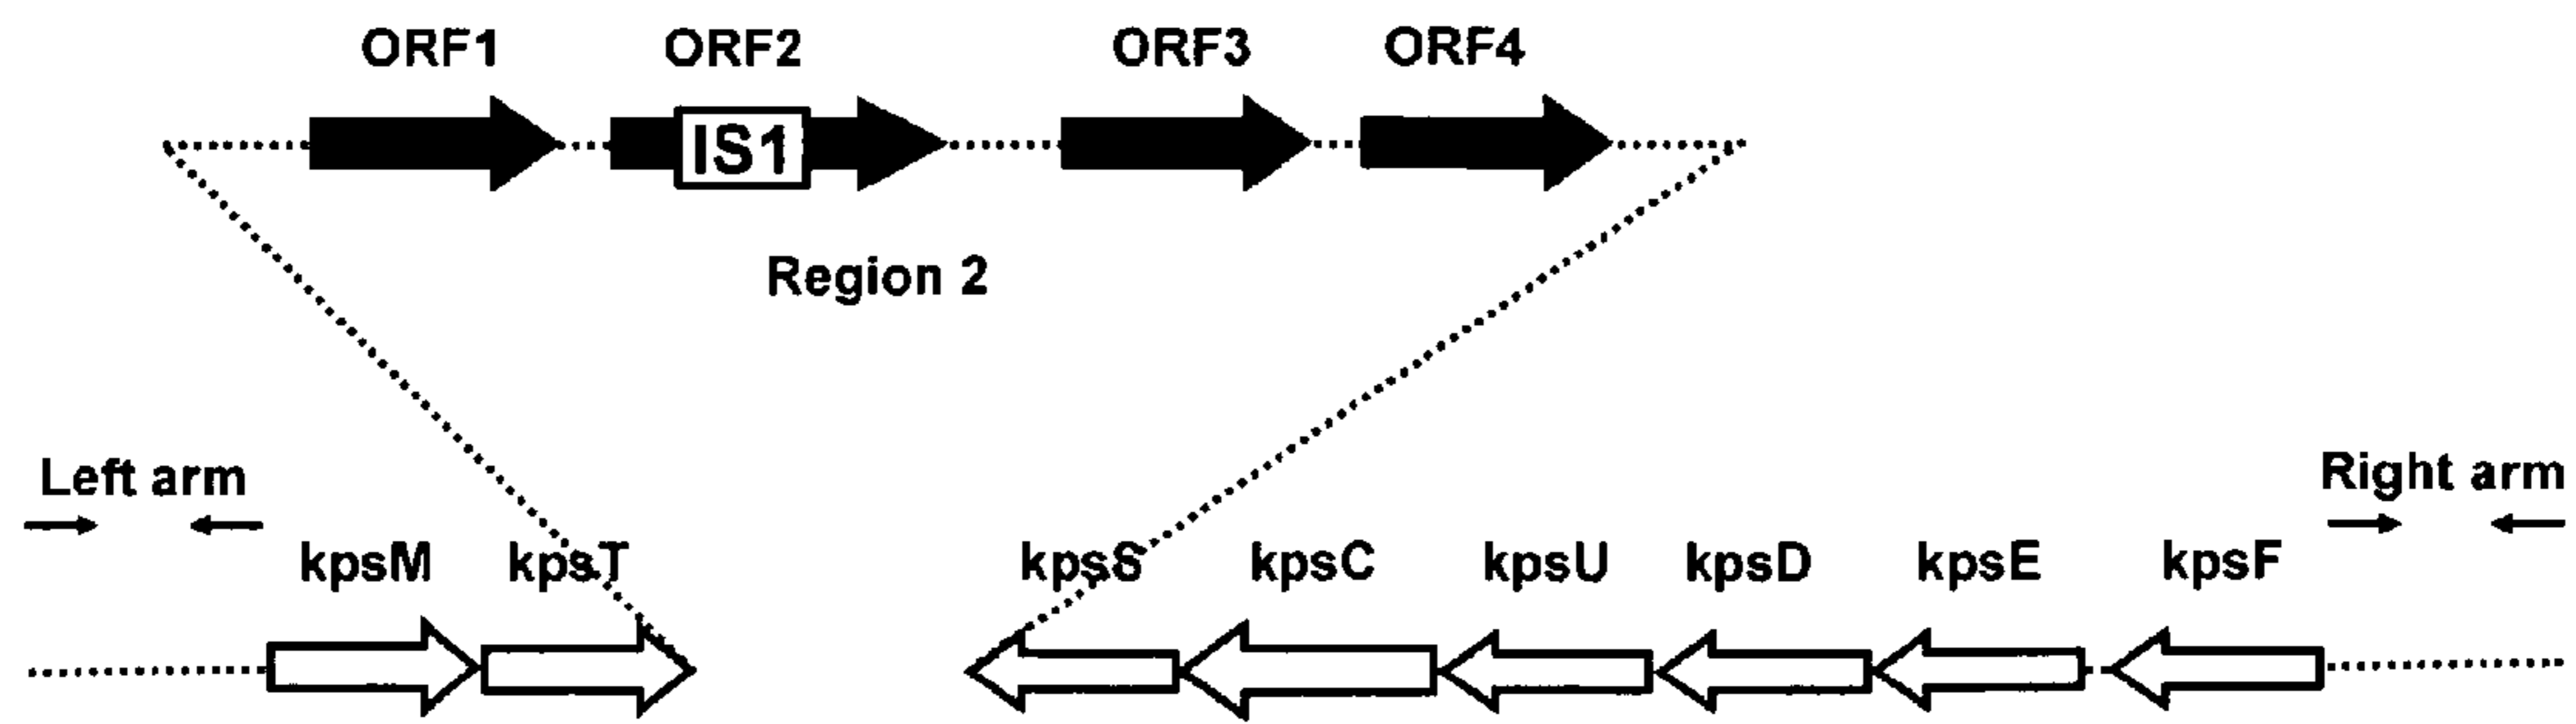 ORF1 ORF2 ORF3 ORF4
IS1
Region 2
Left arm Right arm
kpsM kpsT kpsS kpsC kpsU kpsD kpsE kpsF